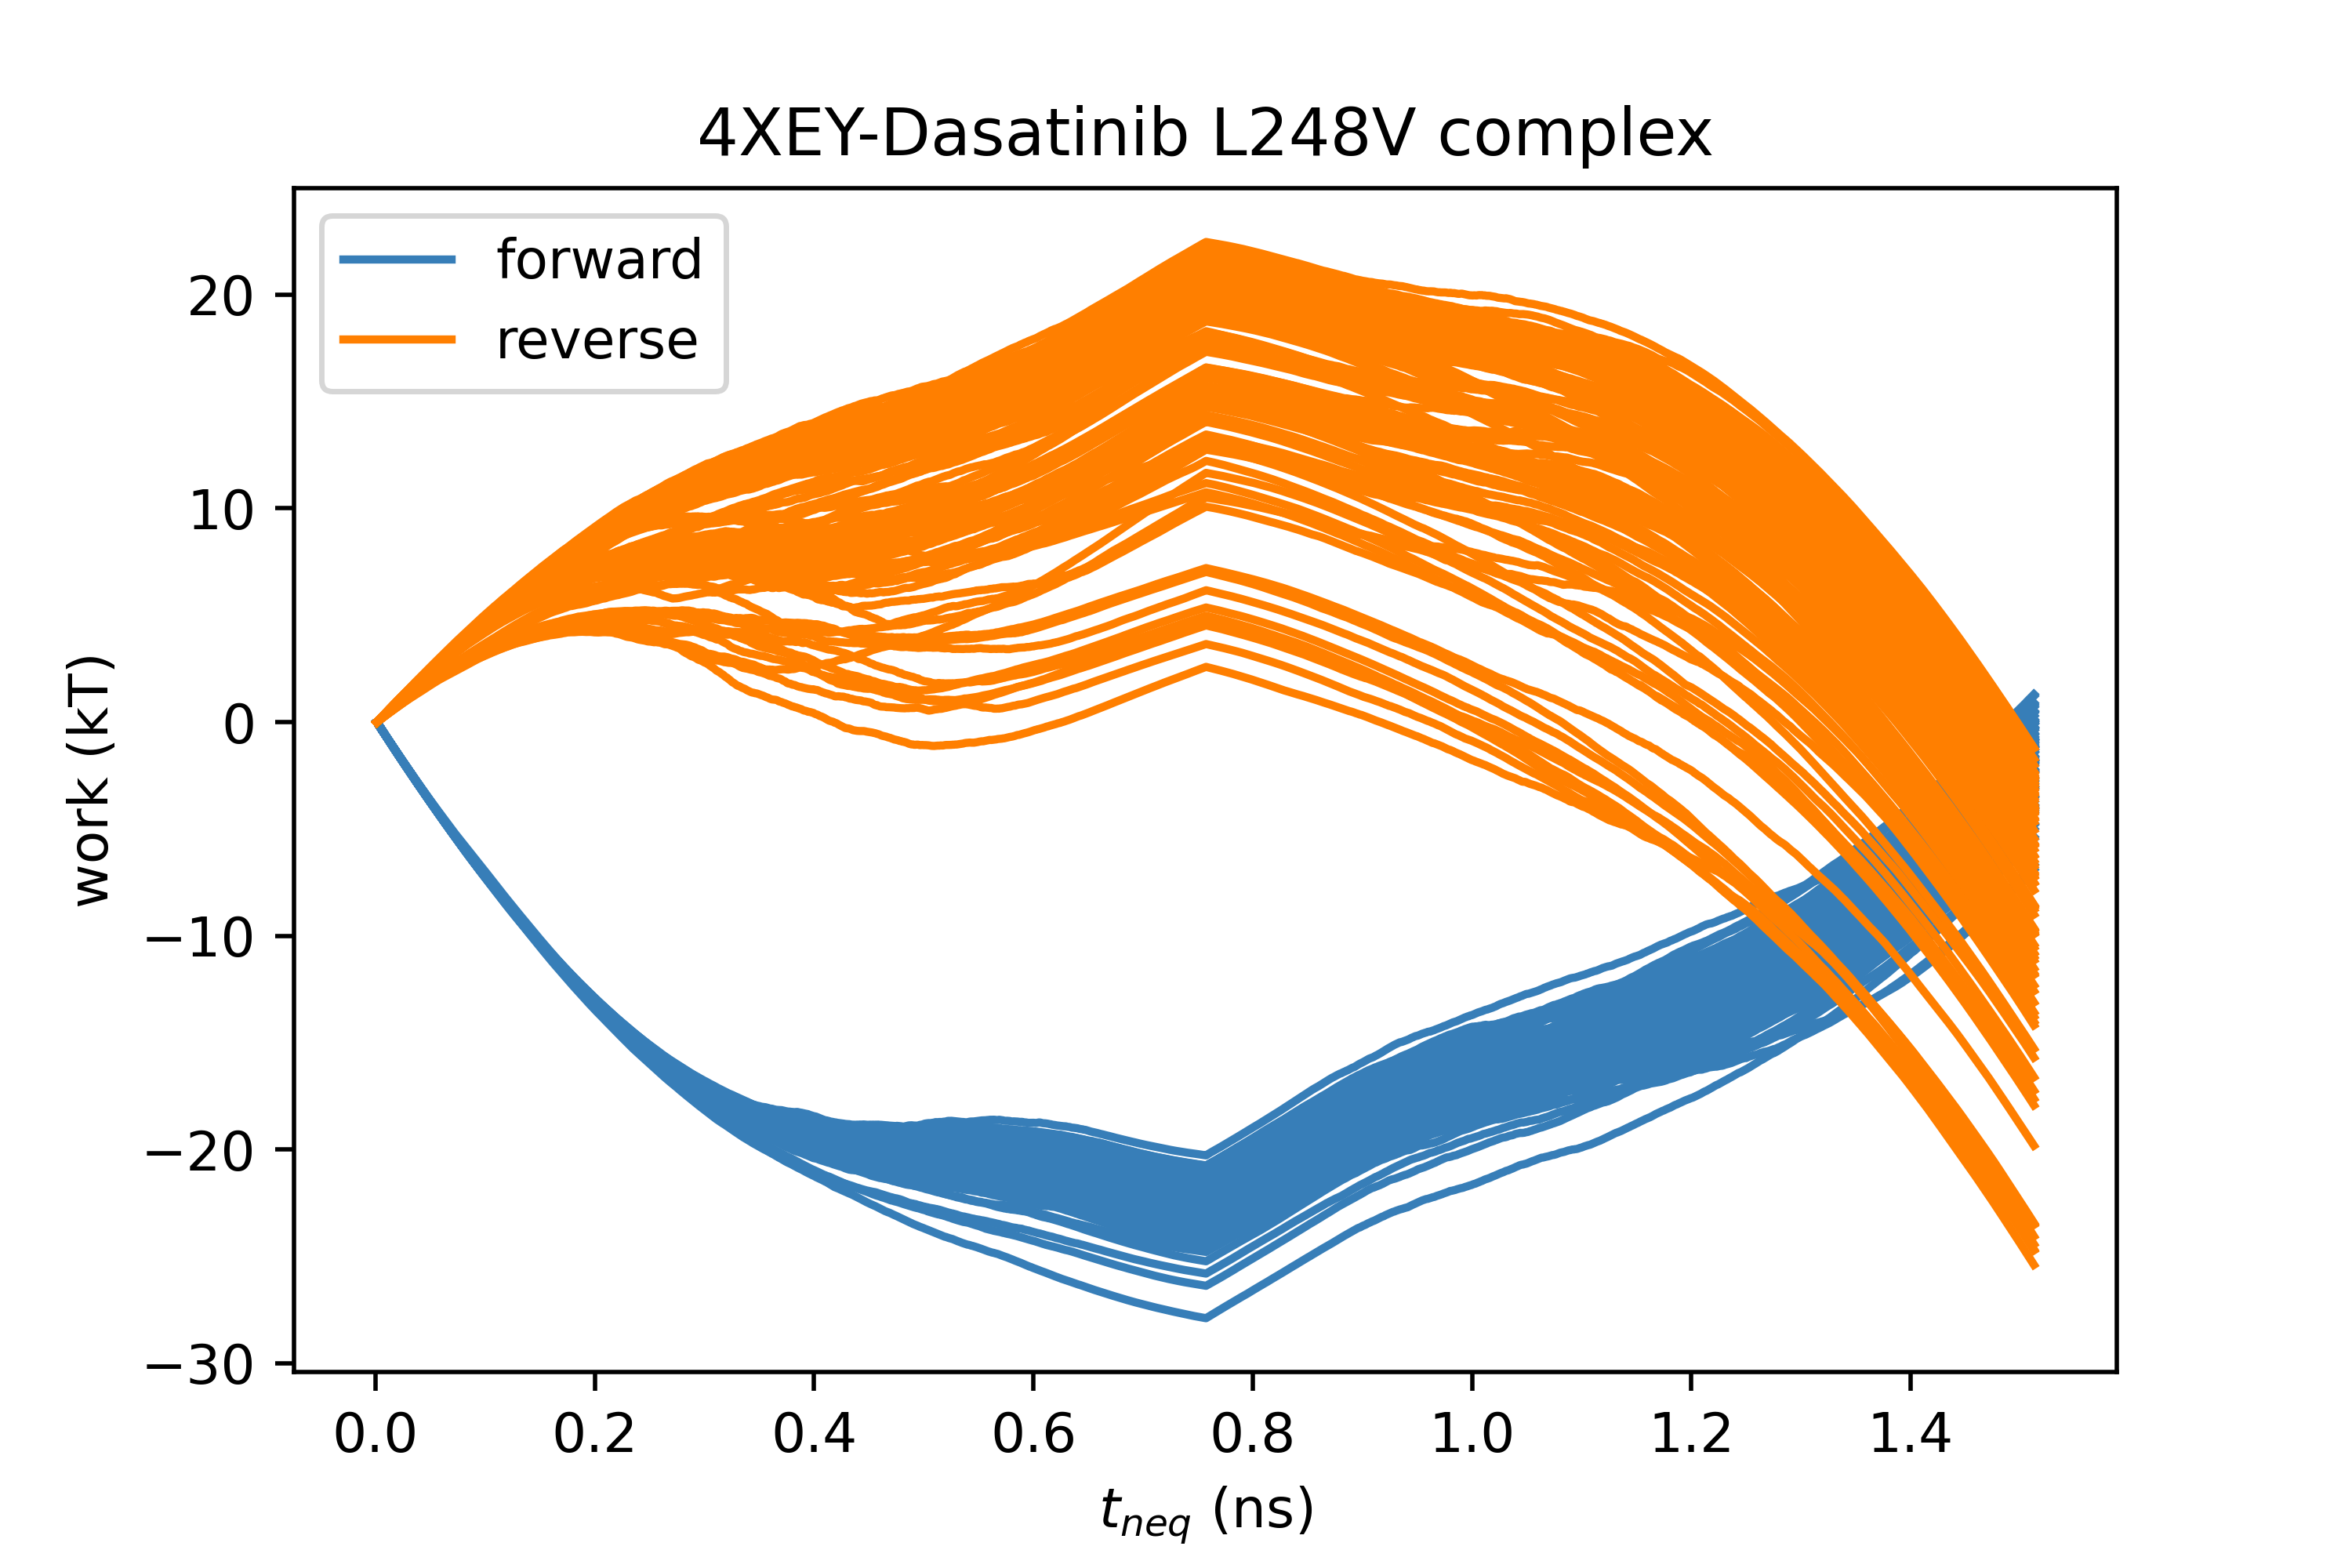 4XEY-Dasatinib L248V complex
forward
reverse
20
10
0
−10
−20
−30
work (kT)
0.0 0.2 0.4 0.6 0.8 1.0 1.2 1.4
t_neq (ns)